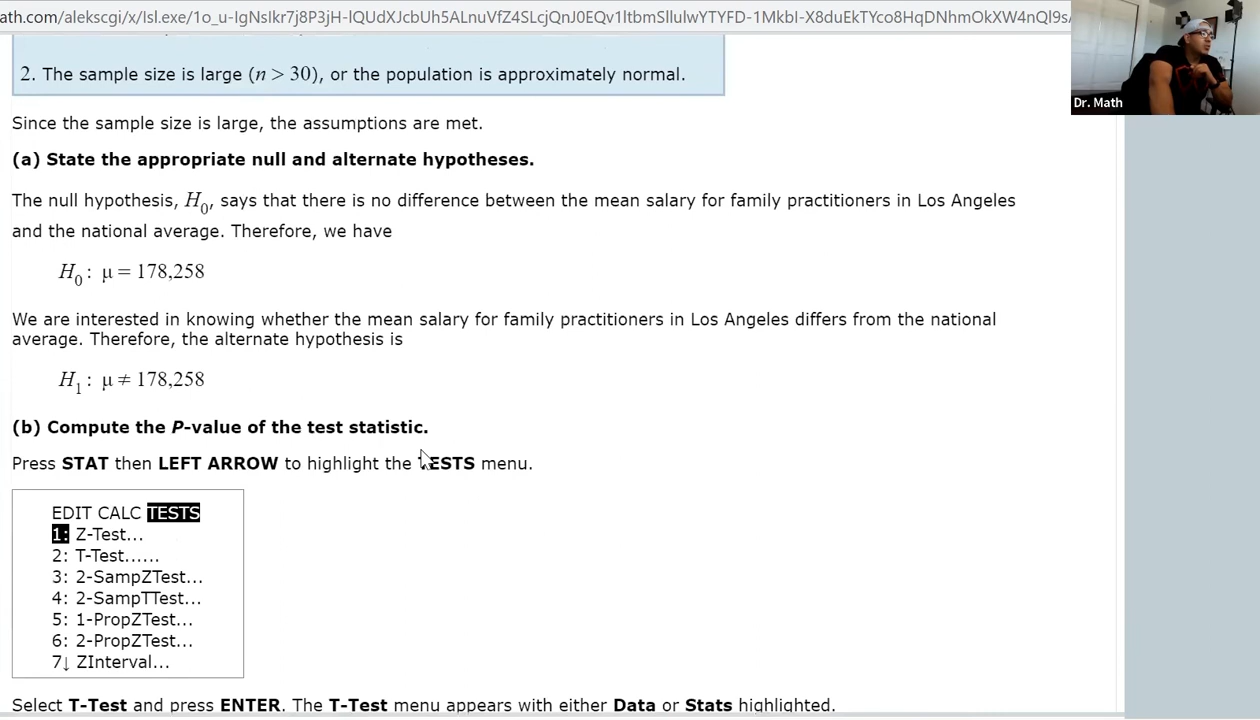 math.com/alekscgi/x/Isl.exe/1o_u-IgNsIkr7j8P3jH-lQUdXJcbUh5ALnuVfZ4SLcjQnJ0EQv1ltbmSllulwYTYFD-1MkbI-X8duEkTYco8HqDNhmOkXW4nQl9s
2. The sample size is large (n > 30), or the population is approximately normal.
Dr. Math
Since the sample size is large, the assumptions are met.
(a) State the appropriate null and alternate hypotheses.
The null hypothesis, H0, says that there is no difference between the mean salary for family practitioners in Los Angeles
and the national average. Therefore, we have
H0: μ = 178,258
We are interested in knowing whether the mean salary for family practitioners in Los Angeles differs from the national
average. Therefore, the alternate hypothesis is
H1: μ ≠ 178,258
(b) Compute the P-value of the test statistic.
Press STAT then LEFT ARROW to highlight the TESTS menu.
EDIT CALC TESTS
1: Z-Test...
2: T-Test......
3: 2-SampZTest...
4: 2-SampTTest...
5: 1-PropZTest...
6: 2-PropZTest...
7↓ ZInterval...
Select T-Test and press ENTER. The T-Test menu appears with either Data or Stats highlighted.